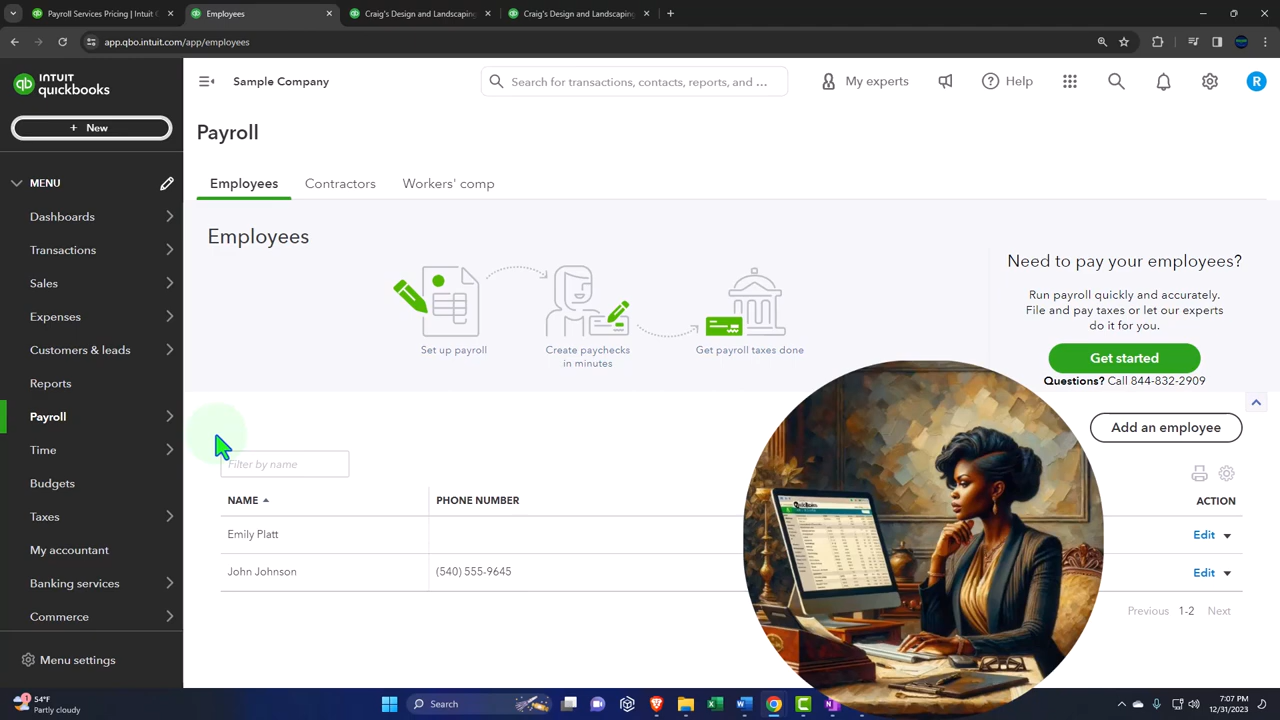 Payroll Services Pricing | Intuit
Employees
Craig's Design and Landscaping
Craig's Design and Landscaping
app.qbo.intuit.com/app/employees
INTUIT
quickbooks
Sample Company
Search for transactions, contacts, reports, and ...
My experts
Help
R
+ New
Payroll
MENU
Employees
Contractors
Workers' comp
Dashboards
Transactions
Sales
Expenses
Customers & leads
Reports
Payroll
Time
Budgets
Taxes
My accountant
Banking services
Commerce
Menu settings
Employees
Set up payroll
Create paychecks
in minutes
Get payroll taxes done
Need to pay your employees?
Run payroll quickly and accurately.
File and pay taxes or let our experts
do it for you.
Get started
Questions? Call 844-832-2909
Add an employee
Filter by name
NAME
PHONE NUMBER
ACTION
Emily Platt
Edit
John Johnson
(540) 555-9645
Edit
Previous 1-2 Next
54°F
Partly cloudy
Search
7:07 PM
12/31/2023